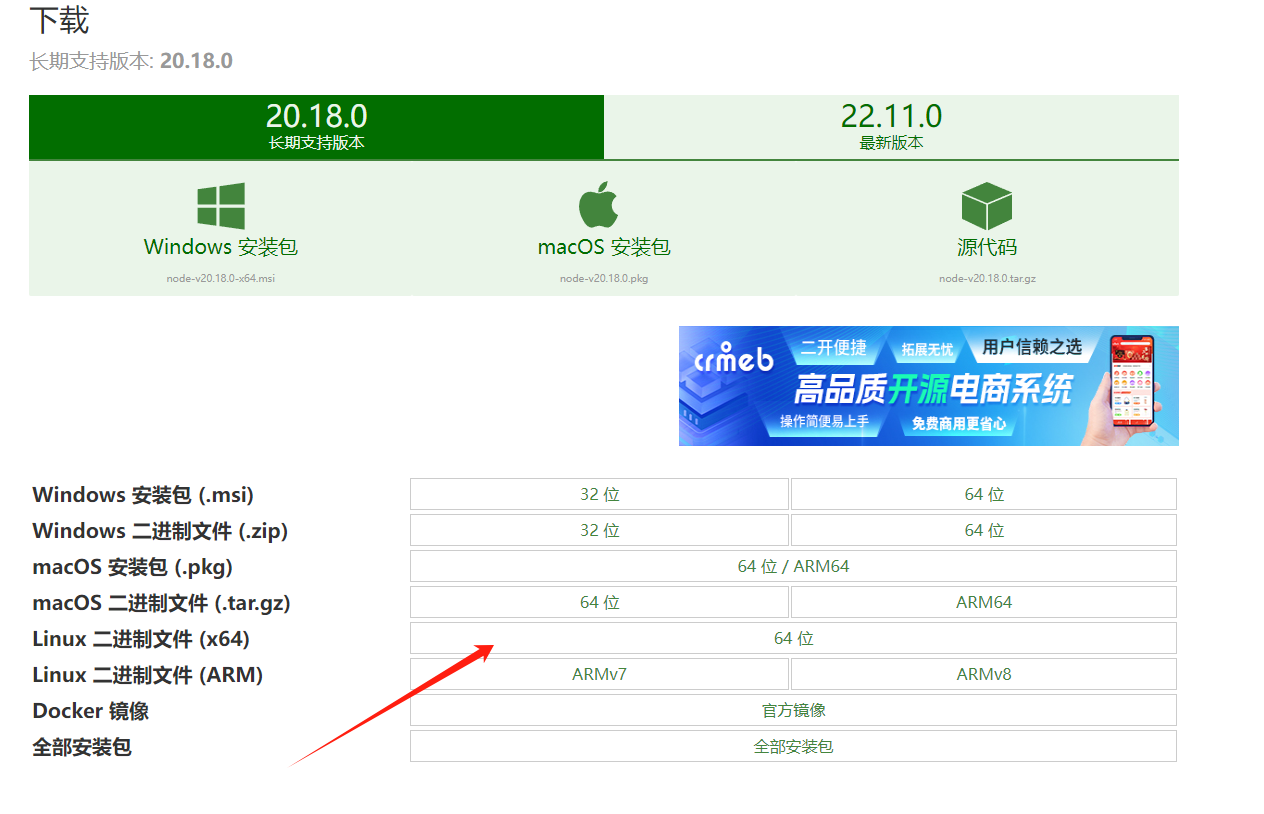 下载
长期支持版本: 20.18.0
20.18.0
长期支持版本
22.11.0
最新版本
Windows 安装包
node-v20.18.0-x64.msi
macOS 安装包
node-v20.18.0.pkg
源代码
node-v20.18.0.tar.gz
crmeb
二开便捷
拓展无忧
用户信赖之选
高品质开源电商系统
操作简便易上手
免费商用更省心
Windows 安装包 (.msi) 32 位 64 位
Windows 二进制文件 (.zip) 32 位 64 位
macOS 安装包 (.pkg) 64 位 / ARM64
macOS 二进制文件 (.tar.gz) 64 位 ARM64
Linux 二进制文件 (x64) 64 位
Linux 二进制文件 (ARM) ARMv7 ARMv8
Docker 镜像 官方镜像
全部安装包 全部安装包